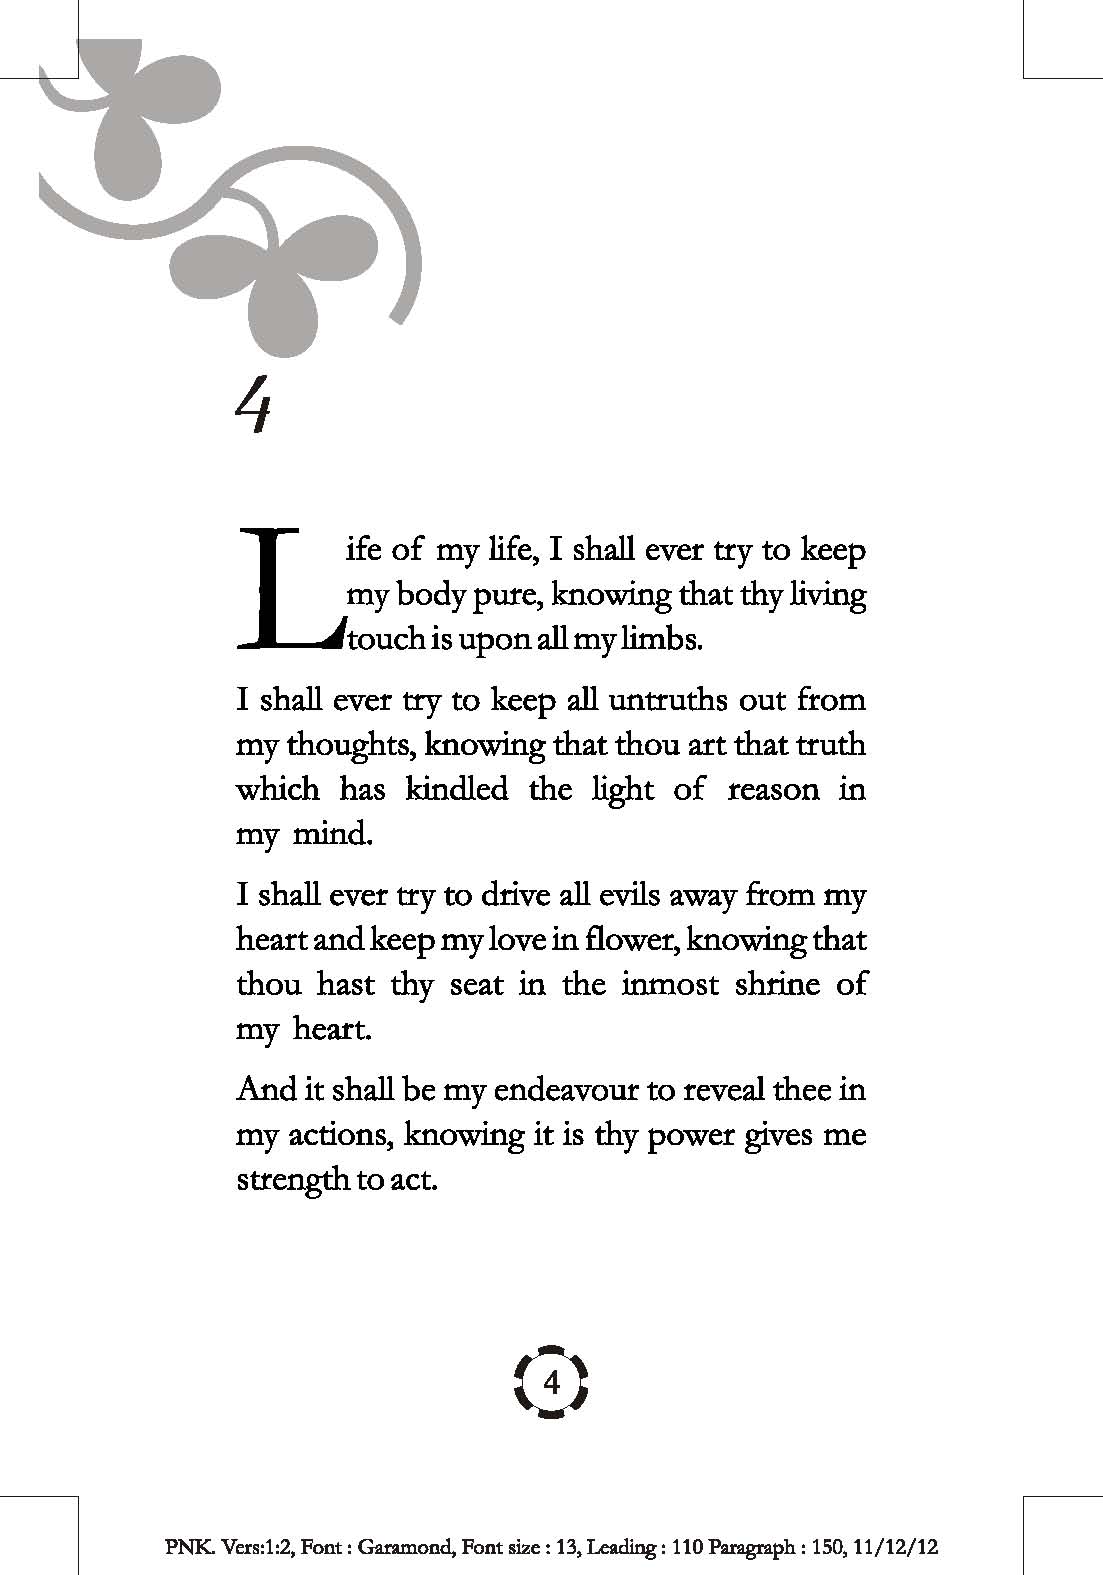 4
Life of my life, I shall ever try to keep
my body pure, knowing that thy living
touch is upon all my limbs.
I shall ever try to keep all untruths out from
my thoughts, knowing that thou art that truth
which has kindled the light of reason in
my mind.
I shall ever try to drive all evils away from my
heart and keep my love in flower, knowing that
thou hast thy seat in the inmost shrine of
my heart.
And it shall be my endeavour to reveal thee in
my actions, knowing it is thy power gives me
strength to act.
4
PNK. Vers:1:2, Font : Garamond, Font size : 13, Leading : 110 Paragraph : 150, 11/12/12